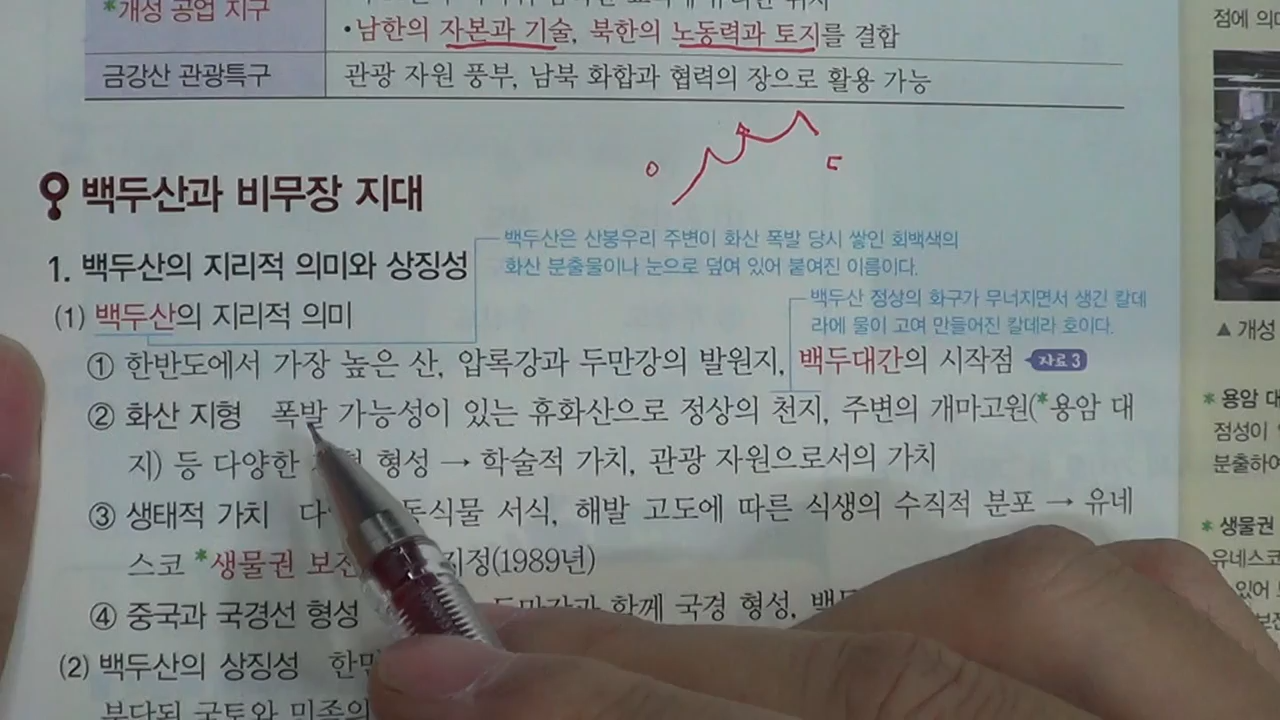 *개성 공업 지구
•남한의 자본과 기술, 북한의 노동력과 토지를 결합
금강산 관광특구
관광 자원 풍부, 남북 화합과 협력의 장으로 활용 가능
ㅇ ㄷ
백두산과 비무장 지대
백두산은 산봉우리 주변이 화산 폭발 당시 쌓인 회백색의
화산 분출물이나 눈으로 덮여 있어 붙여진 이름이다.
1. 백두산의 지리적 의미와 상징성
백두산 정상의 화구가 무너지면서 생긴 칼데
라에 물이 고여 만들어진 칼데라 호이다.
(1) 백두산의 지리적 의미
① 한반도에서 가장 높은 산, 압록강과 두만강의 발원지, 백두대간의 시작점 자료 3
② 화산 지형 폭발 가능성이 있는 휴화산으로 정상의 천지, 주변의 개마고원(*용암 대
지) 등 다양한 형성 → 학술적 가치, 관광 자원으로서의 가치
③ 생태적 가치 동식물 서식, 해발 고도에 따른 식생의 수직적 분포 → 유네
스코 *생물권 보전 지정(1989년)
④ 중국과 국경선 형성 두만강과 함께 국경 형성,
(2) 백두산의 상징성
분단된 국토와 민족의
점에
▲ 개성
*용암 대
점성이
분출하여
*생물권
유네스코
있어